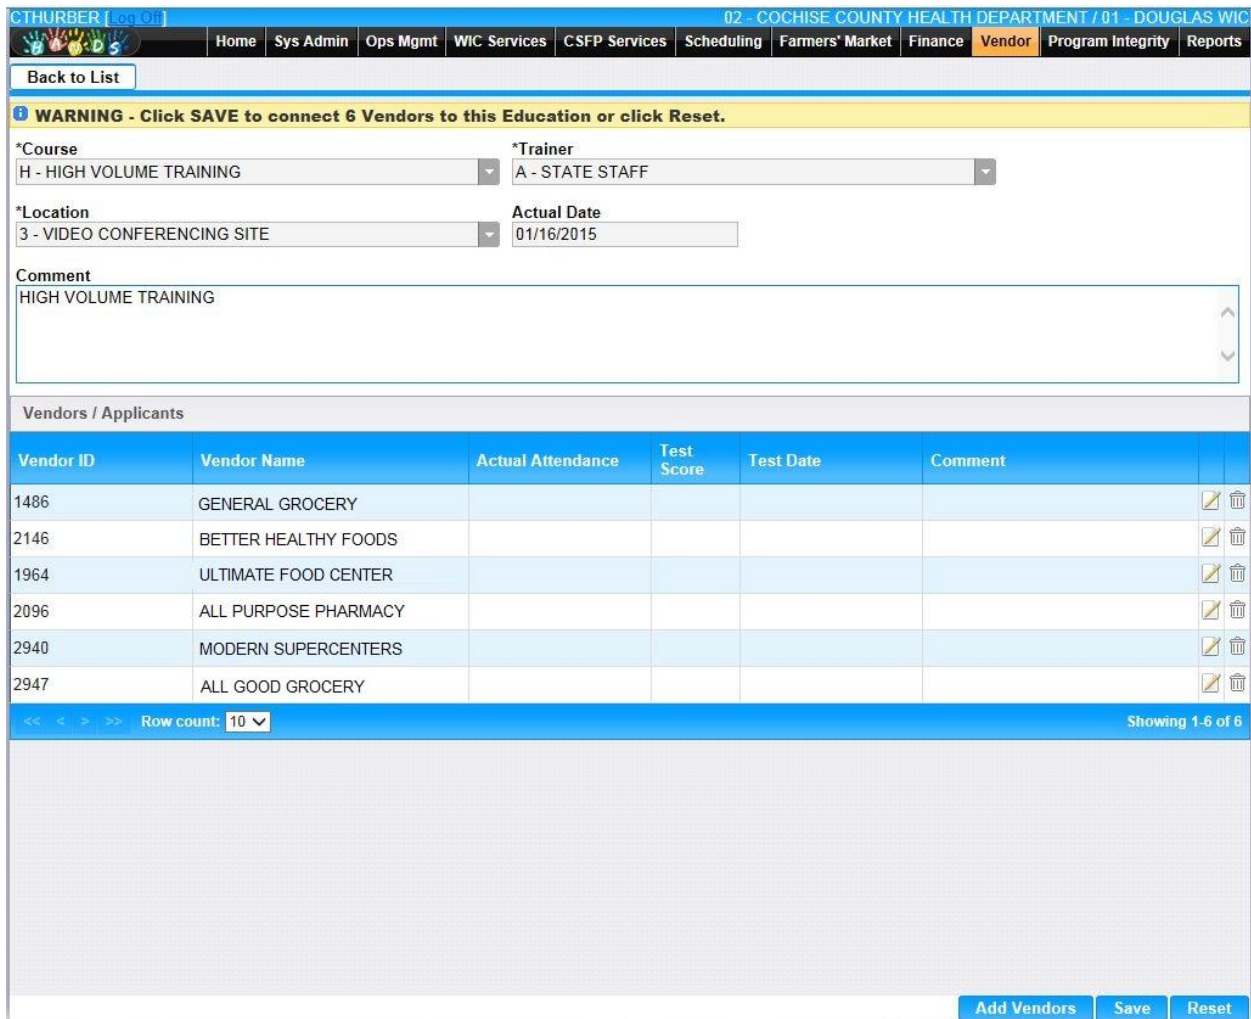 CTHURBER [Log Off] 02 - COCHISE COUNTY HEALTH DEPARTMENT / 01 - DOUGLAS WIC
HANDS Home Sys Admin Ops Mgmt WIC Services CSFP Services Scheduling Farmers' Market Finance Vendor Program Integrity Reports
Back to List
WARNING - Click SAVE to connect 6 Vendors to this Education or click Reset.
*Course *Trainer
H - HIGH VOLUME TRAINING A - STATE STAFF
*Location Actual Date
3 - VIDEO CONFERENCING SITE 01/16/2015
Comment
HIGH VOLUME TRAINING
Vendors / Applicants
Vendor ID Vendor Name Actual Attendance Test Score Test Date Comment
1486 GENERAL GROCERY
2146 BETTER HEALTHY FOODS
1964 ULTIMATE FOOD CENTER
2096 ALL PURPOSE PHARMACY
2940 MODERN SUPERCENTERS
2947 ALL GOOD GROCERY
<< < > >> Row count: 10 Showing 1-6 of 6
Add Vendors Save Reset